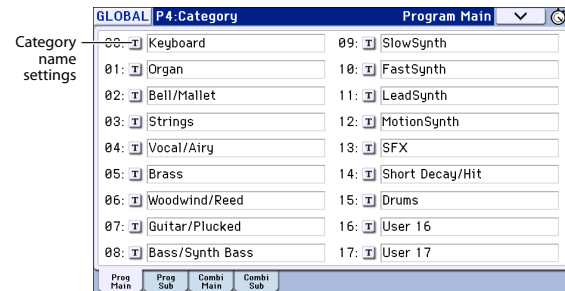 GLOBAL P4:Category Program Main
Category name settings
00: T Keyboard
01: T Organ
02: T Bell/Mallet
03: T Strings
04: T Vocal/Airy
05: T Brass
06: T Woodwind/Reed
07: T Guitar/Plucked
08: T Bass/Synth Bass
09: T SlowSynth
10: T FastSynth
11: T LeadSynth
12: T MotionSynth
13: T SFX
14: T Short Decay/Hit
15: T Drums
16: T User 16
17: T User 17
Prog Main
Prog Sub
Combi Main
Combi Sub